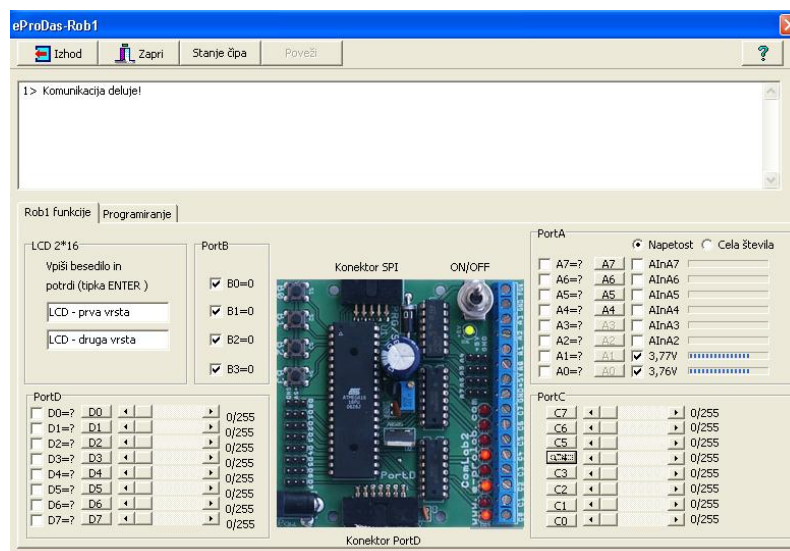 eProDas-Rob1
Izhod Zapri Stanje čipa Poveži ?
1> Komunikacija deluje!
Rob1 funkcije Programiranje
LCD 2*16
Vpiši besedilo in
potrdi (tipka ENTER )
LCD - prva vrsta
LCD - druga vrsta
PortB
B0=0
B1=0
B2=0
B3=0
Konektor SPI ON/OFF
PortD
ComLab2
www.eprolab.com
Konektor PortD
PortA
Napetost Cela števila
A7=? A7 AInA7
A6=? A6 AInA6
A5=? A5 AInA5
A4=? A4 AInA4
A3=? A3 AInA3
A2=? A2 AInA2
A1=? A1 3,77V
A0=? A0 3,76V
PortD
D0=? D0 0/255
D1=? D1 0/255
D2=? D2 0/255
D3=? D3 0/255
D4=? D4 0/255
D5=? D5 0/255
D6=? D6 0/255
D7=? D7 0/255
PortC
C7 0/255
C6 0/255
C5 0/255
C4 0/255
C3 0/255
C2 0/255
C1 0/255
C0 0/255